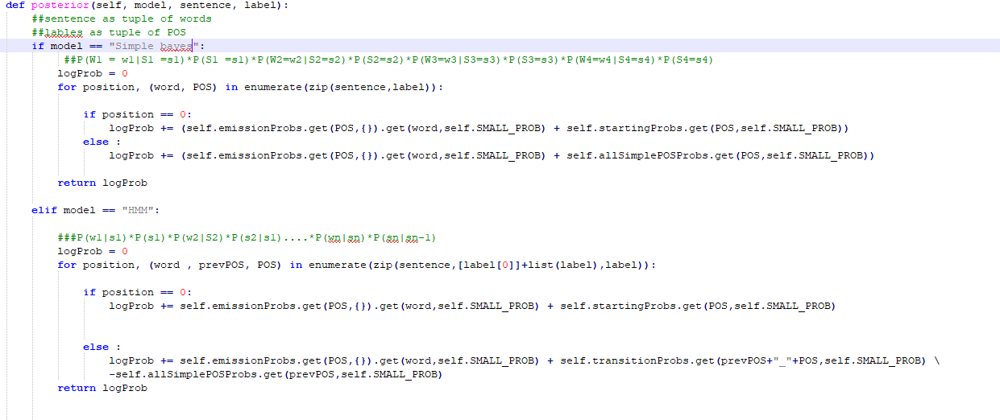 def posterior(self, model, sentence, label):
##sentence as tuple of words
##lables as tuple of POS
if model == "Simple bayes":
##P(W1 = w1|S1 =s1)*P(S1 =s1)*P(W2=w2|S2=s2)*P(S2=s2)*P(W3=w3|S3=s3)*P(S3=s3)*P(W4=w4|S4=s4)*P(S4=s4)
logProb = 0
for position, (word, POS) in enumerate(zip(sentence,label)):
if position == 0:
logProb += (self.emissionProbs.get(POS,{}).get(word,self.SMALL_PROB) + self.startingProbs.get(POS,self.SMALL_PROB))
else :
logProb += (self.emissionProbs.get(POS,{}).get(word,self.SMALL_PROB) + self.allSimplePOSProbs.get(POS,self.SMALL_PROB))
return logProb
elif model == "HMM":
###P(w1|s1)*P(s1)*P(w2|S2)*P(s2|s1)....*P(wn|sn)*P(sn|sn-1)
logProb = 0
for position, (word , prevPOS, POS) in enumerate(zip(sentence,[label[0]]+list(label),label)):
if position == 0:
logProb += self.emissionProbs.get(POS,{}).get(word,self.SMALL_PROB) + self.startingProbs.get(POS,self.SMALL_PROB)
else :
logProb += self.emissionProbs.get(POS,{}).get(word,self.SMALL_PROB) + self.transitionProbs.get(prevPOS+"_"+POS,self.SMALL_PROB) \
-self.allSimplePOSProbs.get(prevPOS,self.SMALL_PROB)
return logProb